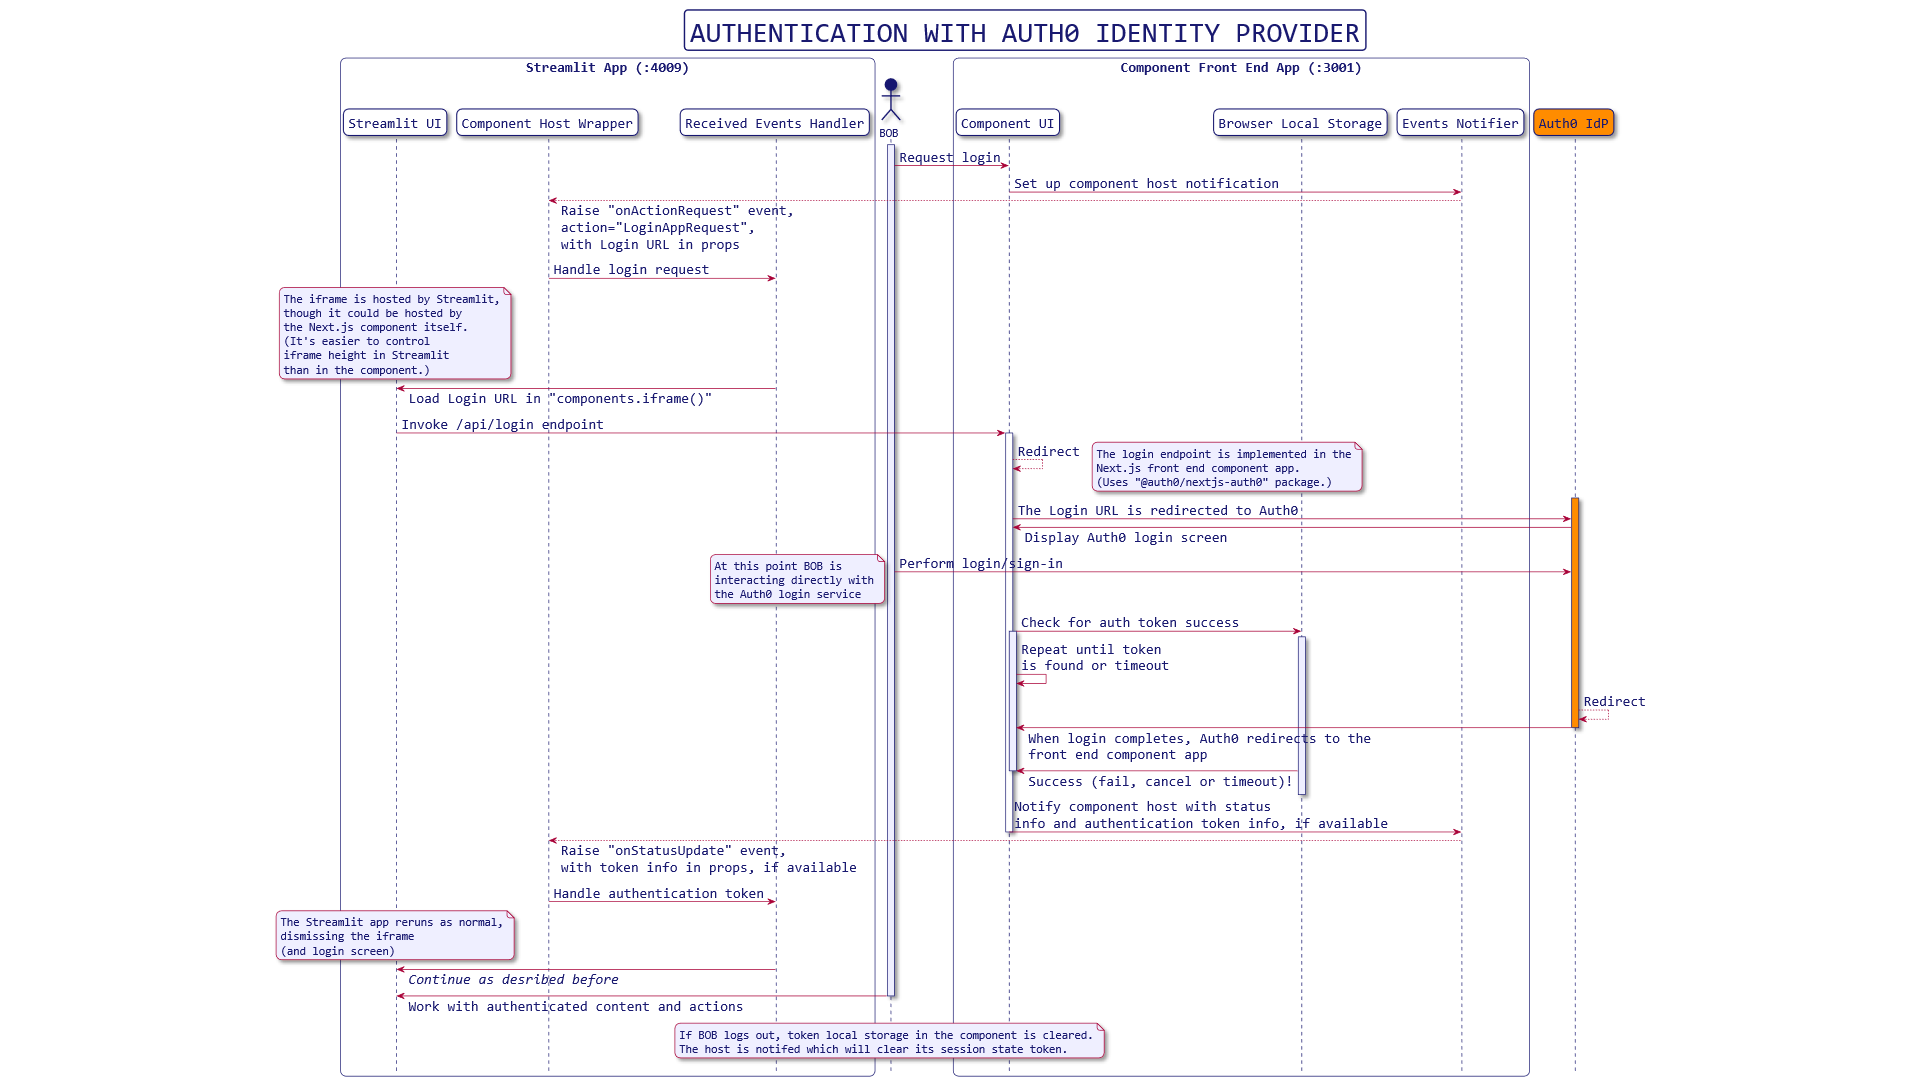 AUTHENTICATION WITH AUTH0 IDENTITY PROVIDER
Streamlit App (:4009)
Component Front End App (:3001)
Streamlit UI
Component Host Wrapper
Received Events Handler
BOB
Component UI
Browser Local Storage
Events Notifier
Auth0 IdP
Request login
Set up component host notification
Raise "onActionRequest" event,
action="LoginAppRequest",
with Login URL in props
Handle login request
The iframe is hosted by Streamlit,
though it could be hosted by
the Next.js component itself.
(It's easier to control
iframe height in Streamlit
than in the component.)
Load Login URL in "components.iframe()"
Invoke /api/login endpoint
Redirect
The login endpoint is implemented in the
Next.js front end component app.
(Uses "@auth0/nextjs-auth0" package.)
The Login URL is redirected to Auth0
Display Auth0 login screen
At this point BOB is
interacting directly with
the Auth0 login service
Perform login/sign-in
Check for auth token success
Repeat until token
is found or timeout
Redirect
When login completes, Auth0 redirects to the
front end component app
Success (fail, cancel or timeout)!
Notify component host with status
info and authentication token info, if available
Raise "onStatusUpdate" event,
with token info in props, if available
Handle authentication token
The Streamlit app reruns as normal,
dismissing the iframe
(and login screen)
Continue as desribed before
Work with authenticated content and actions
If BOB logs out, token local storage in the component is cleared.
The host is notifed which will clear its session state token.